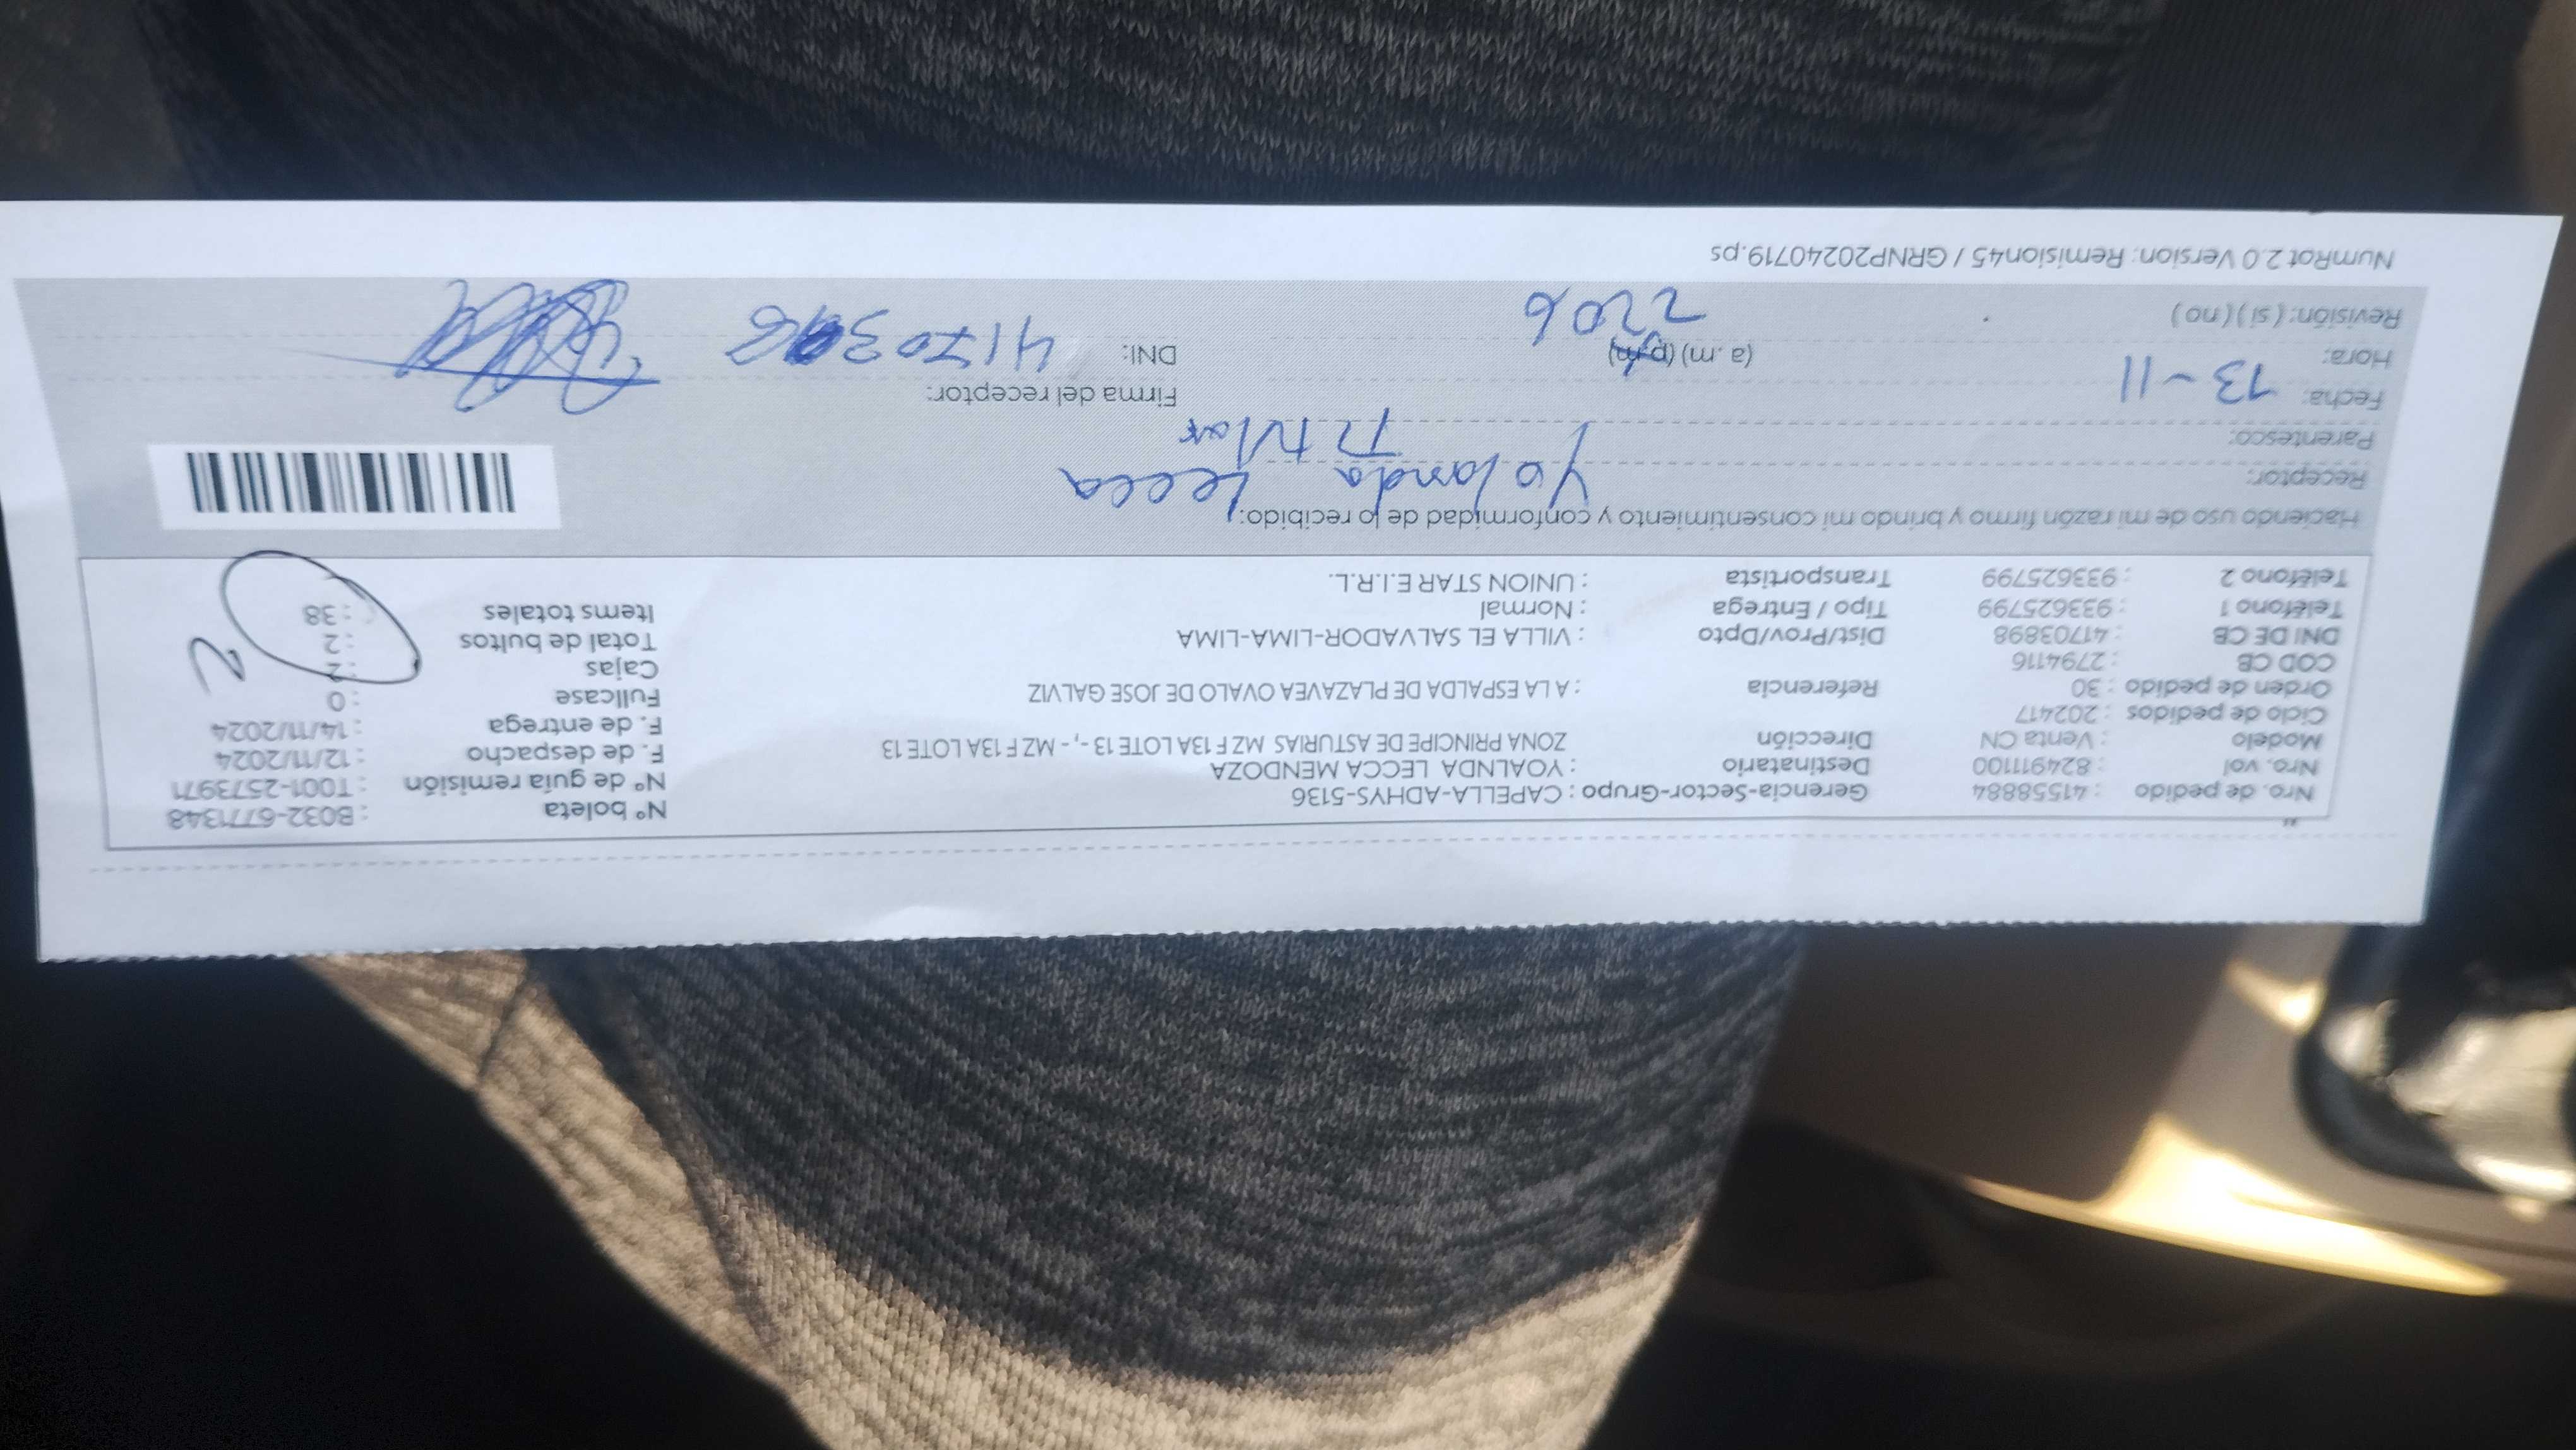 Nro. de pedido : 41558884 Gerencia-Sector-Grupo : CAPELLA-ADHYS-5136 N° boleta : B032-6771348
Nro. vol : 824911100 Destinatario : YOALNDA LECCA MENDOZA N° de guía remisión : T001-2573971
Modelo : Venta CN Dirección ZONA PRINCIPE DE ASTURIAS MZ F 13A LOTE 13 -,- MZ F 13A LOTE 13 F. de despacho : 12/11/2024
Ciclo de pedidos : 202417 F. de entrega : 14/11/2024
Orden de pedido : 30 Referencia : A LA ESPALDA DE PLAZAVEA OVALO DE JOSE GALVIZ Fullcase : 0
COD CB : 2794116 Cajas : 2
DNI DE CB : 41703898 Dist/Prov/Dpto : VILLA EL SALVADOR-LIMA-LIMA Total de bultos : 2
Teléfono 1 : 933625799 Tipo / Entrega : Normal Items totales : 38
Teléfono 2 : 933625799 Transportista : UNION STAR E.I.R.L.
Haciendo uso de mi razón firmo y brindo mi consentimiento y conformidad de lo recibido:
Receptor: Yolanda Lecca
Parentesco: Titular
Fecha: 13-11 Firma del receptor:
Hora: (a.m) (p.m) 2206 DNI:
Revisión: ( si ) ( no )
NumRot 2.0 Version: Remision45 / GRNP20240719.ps